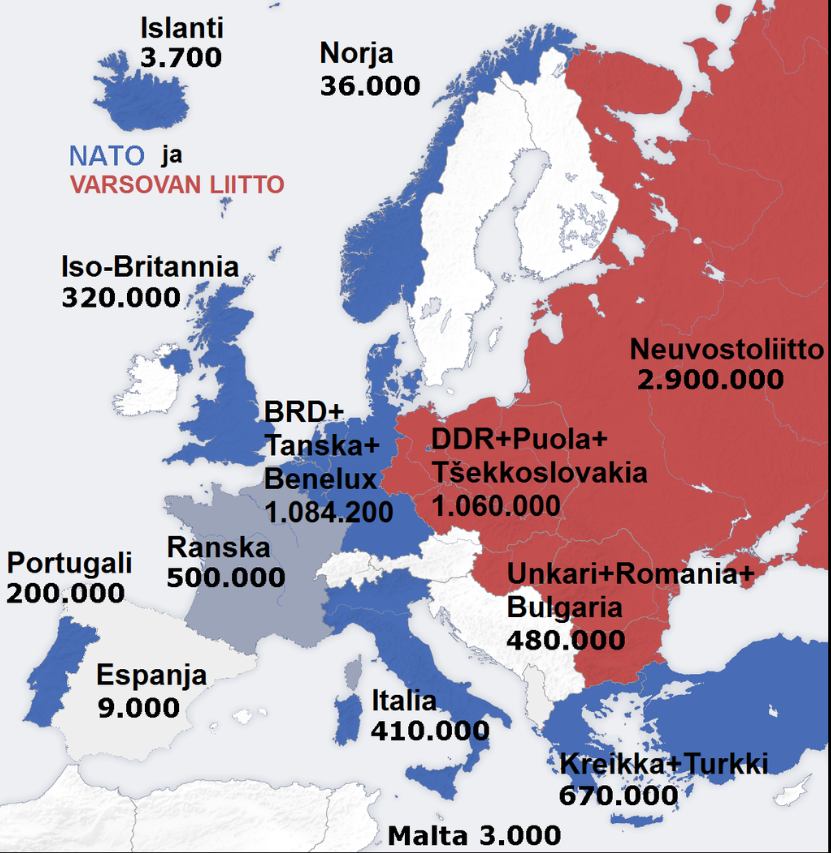 Islanti
3.700
Norja
36.000
NATO ja
VARSOVAN LIITTO
Iso-Britannia
320.000
Neuvostoliitto
2.900.000
BRD+
Tanska+
Benelux
1.084.200
DDR+Puola+
Tšekkoslovakia
1.060.000
Ranska
500.000
Portugali
200.000
Unkari+Romania+
Bulgaria
480.000
Espanja
9.000
Italia
410.000
Kreikka+Turkki
670.000
Malta 3.000